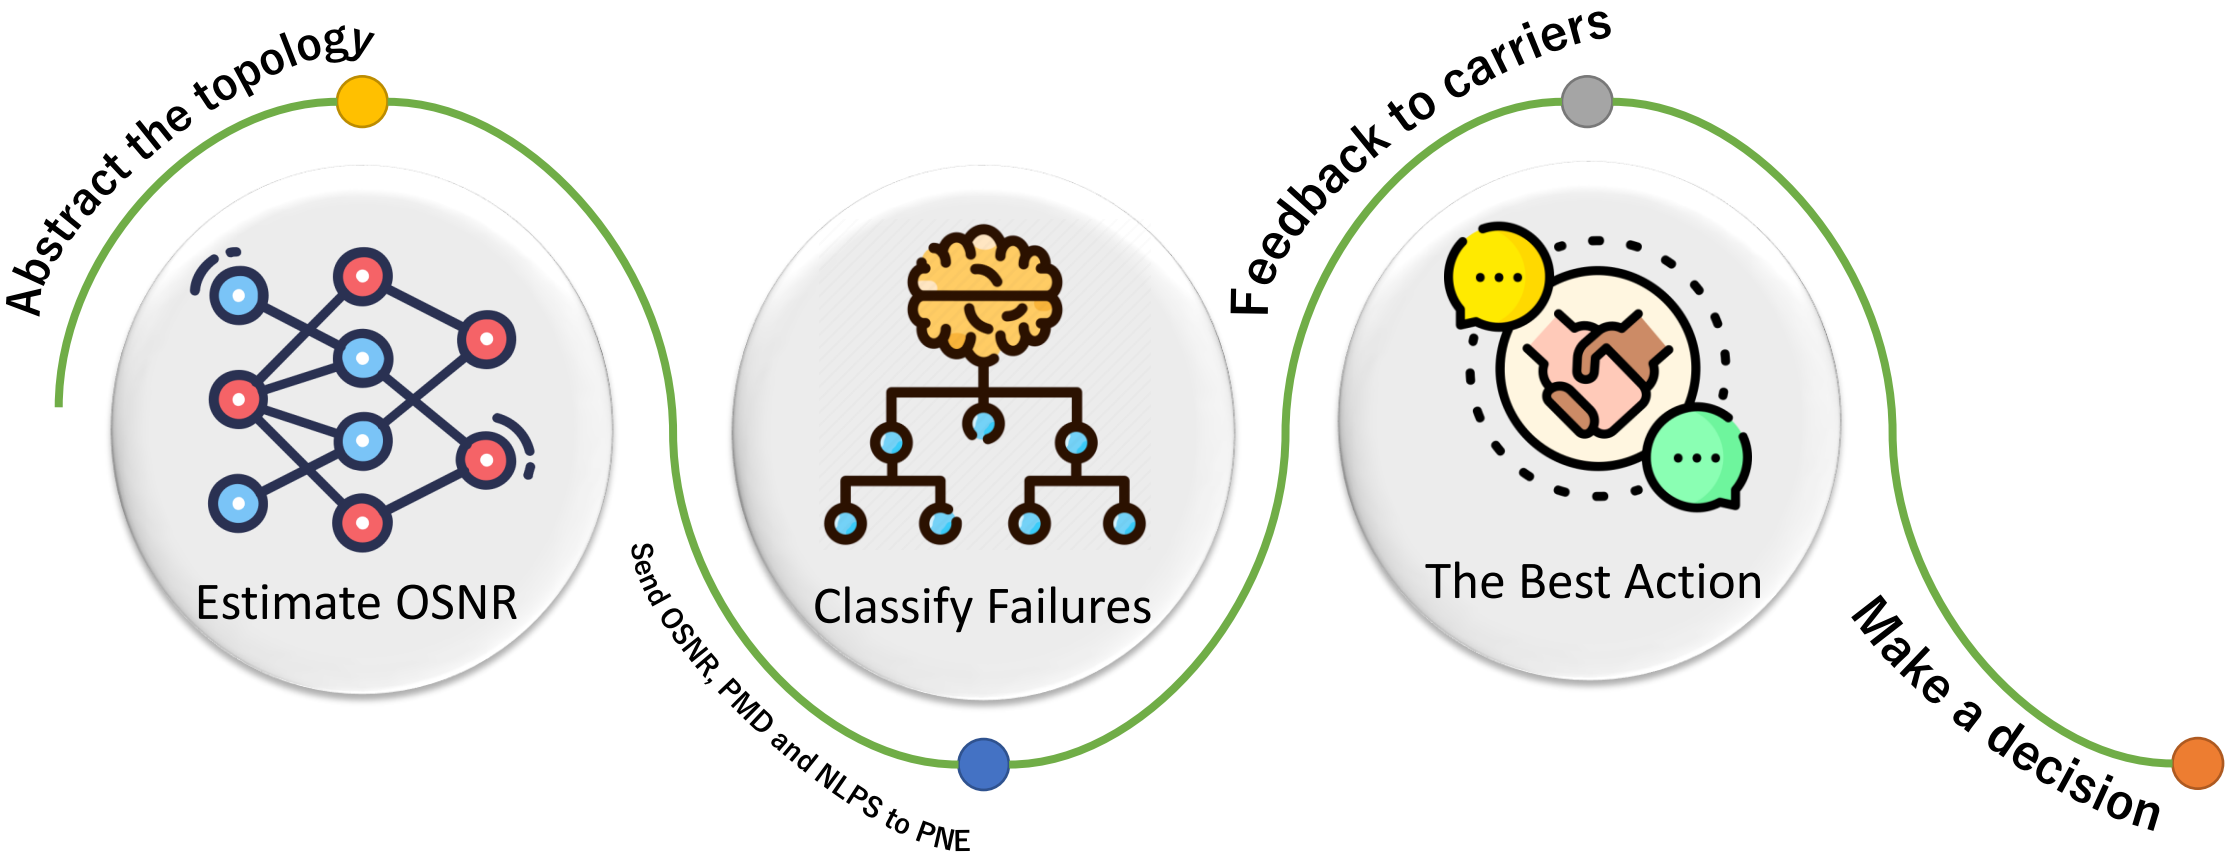 Abstract the topology
Estimate OSNR
Send OSNR, PMD and NLPS to PNE
Classify Failures
Feedback to carriers
The Best Action
Make a decision